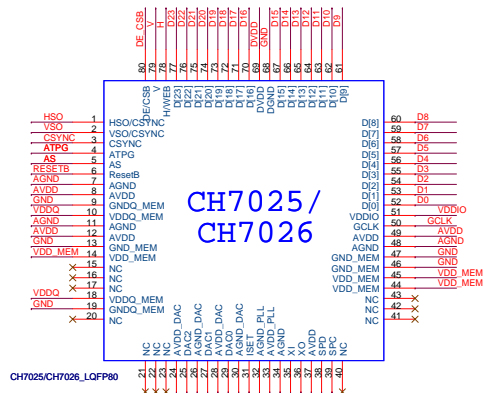 DE_CSB V H D23 D22 D21 D20 D19 D18 D17 D16 DVDD GND D15 D14 D13 D12 D11 D10 D9
80 79 78 77 76 75 74 73 72 71 70 69 68 67 66 65 64 63 62 61
DE/CSB V H/WEB D[23] D[22] D[21] D[20] D[19] D[18] D[17] D[16] DVDD DGND D[15] D[14] D[13] D[12] D[11] D[10] D[9]
HSO 1 HSO/CSYNC
VSO 2 VSO/CSYNC
CSYNC 3 CSYNC
ATPG 4 ATPG
AS 5 AS
RESETB 6 ResetB
AGND 7 AGND
AVDD 8 AVDD
GND 9 GNDQ_MEM
VDDQ 10 VDDQ_MEM
AGND 11 AGND
AVDD 12 AVDD
GND 13 GND_MEM
VDD_MEM 14 VDD_MEM
15 NC
16 NC
17 NC
VDDQ 18 VDDQ_MEM
GND 19 GNDQ_MEM
20 NC
CH7025/
CH7026
D[8] 60 D8
D[7] 59 D7
D[6] 58 D6
D[5] 57 D5
D[4] 56 D4
D[3] 55 D3
D[2] 54 D2
D[1] 53 D1
D[0] 52 D0
VDDIO 51 VDDIO
GCLK 50 GCLK
AVDD 49 AVDD
AGND 48 AGND
GND_MEM 47 GND
GND_MEM 46 GND
VDD_MEM 45 VDD_MEM
VDD_MEM 44 VDD_MEM
NC 43
NC 42
NC 41
NC NC NC AVDD_DAC DAC2 AGND_DAC DAC1 AVDD_DAC DAC0 AGND_DAC ISET AGND_PLL AVDD_PLL GND XI XO AVDD SPD SPC NC
21 22 23 24 25 26 27 28 29 30 31 32 33 34 35 36 37 38 39 40
CH7025/CH7026_LQFP80